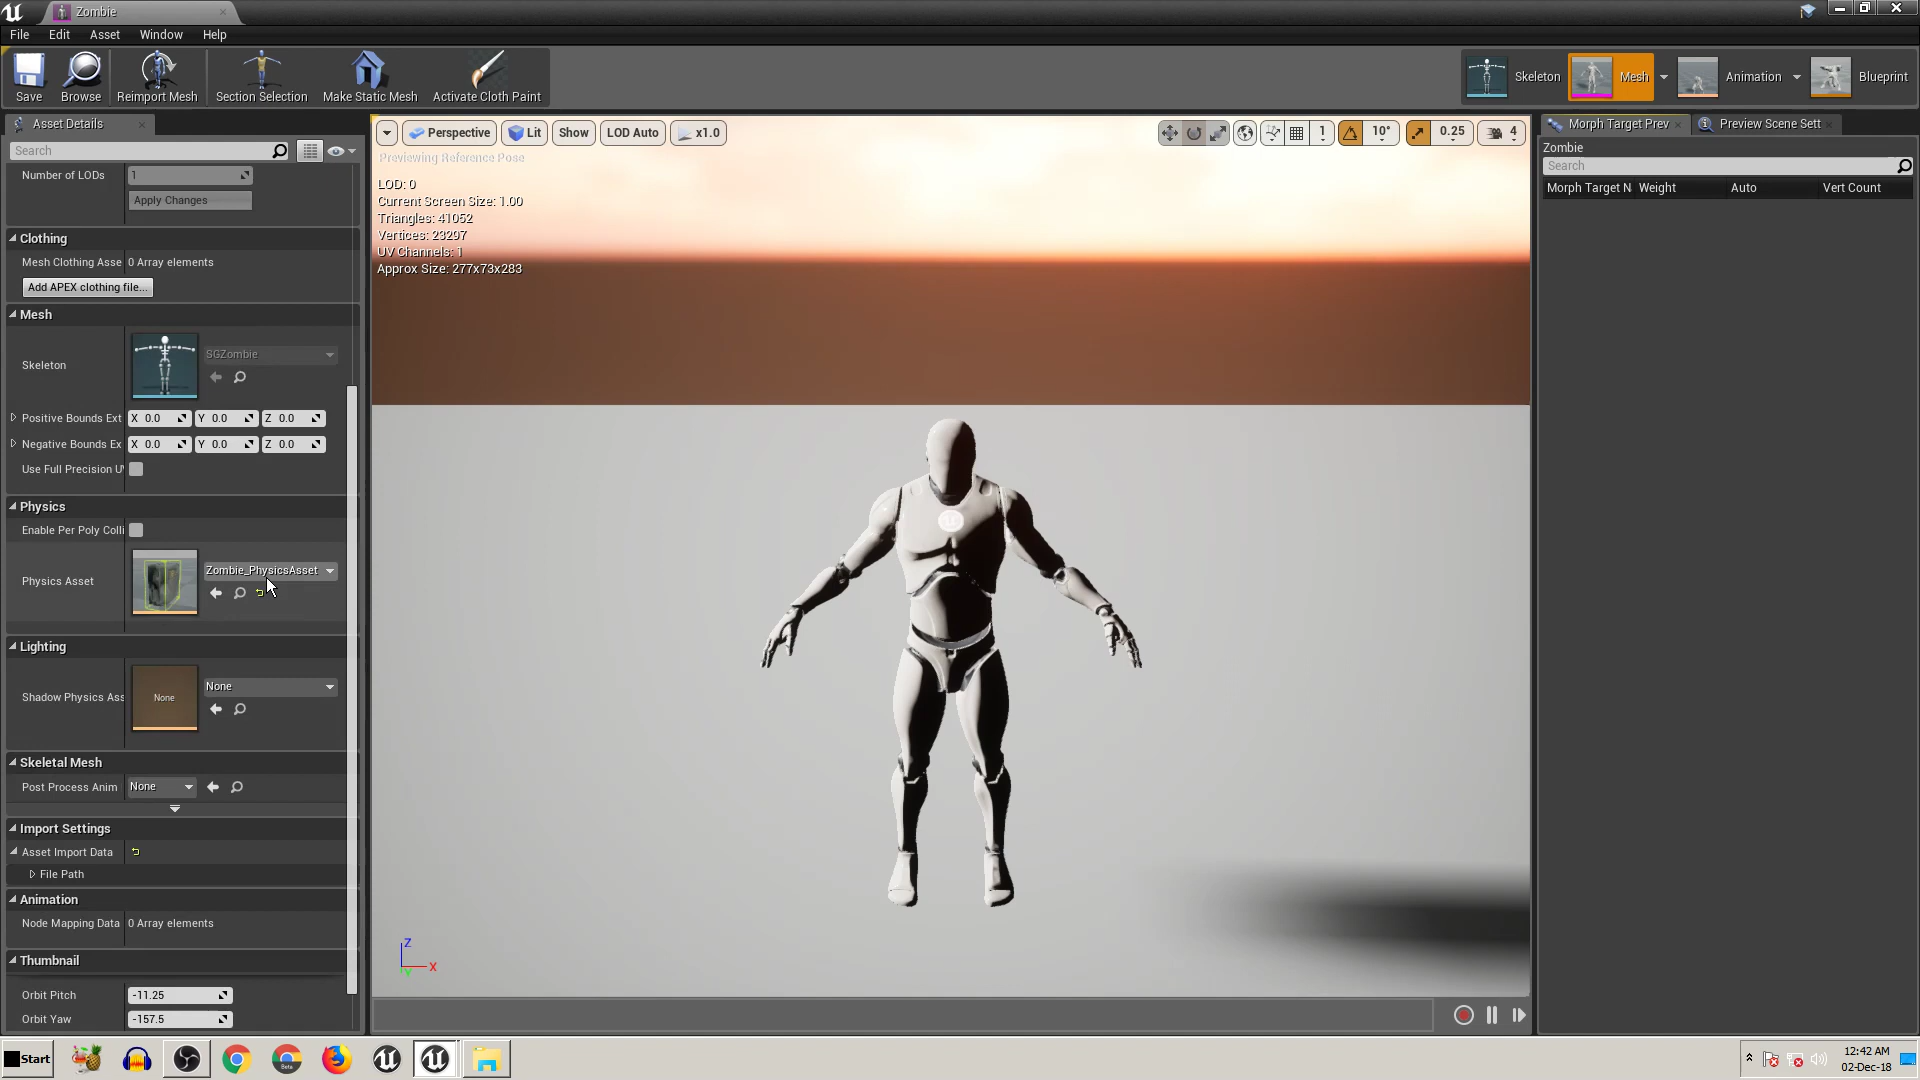 Zombie
File Edit Asset Window Help
Save Browse Reimport Mesh Section Selection Make Static Mesh Activate Cloth Paint
Skeleton Mesh Animation Blueprint
Asset Details
Search
Number of LODs 1
Apply Changes
Clothing
Mesh Clothing Asse 0 Array elements
Add APEX clothing file...
Mesh
Skeleton SGZombie
Positive Bounds Ext X 0.0 Y 0.0 Z 0.0
Negative Bounds Ex X 0.0 Y 0.0 Z 0.0
Use Full Precision UV
Physics
Enable Per Poly Colli
Physics Asset Zombie_PhysicsAsset
Lighting
Shadow Physics Ass None None
Skeletal Mesh
Post Process Anim None
Import Settings
Asset Import Data
File Path
Animation
Node Mapping Data 0 Array elements
Thumbnail
Orbit Pitch -11.25
Orbit Yaw -157.5
Perspective Lit Show LOD Auto x1.0
1 10° 0.25 4
Previewing Reference Pose
LOD: 0
Current Screen Size: 1.00
Triangles: 41052
Vertices: 23297
UV Channels: 1
Approx Size: 277x73x283
Z
X
Y
Morph Target Prev Preview Scene Sett
Zombie
Search
Morph Target N Weight Auto Vert Count
Start
Beta
12:42 AM
02-Dec-18